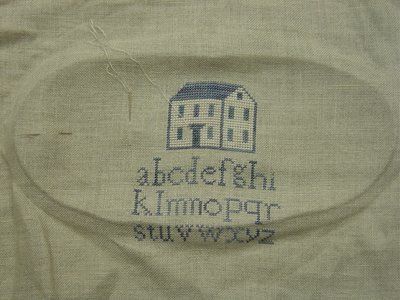 abcdefghi
klmnopqr
stuvwxyz